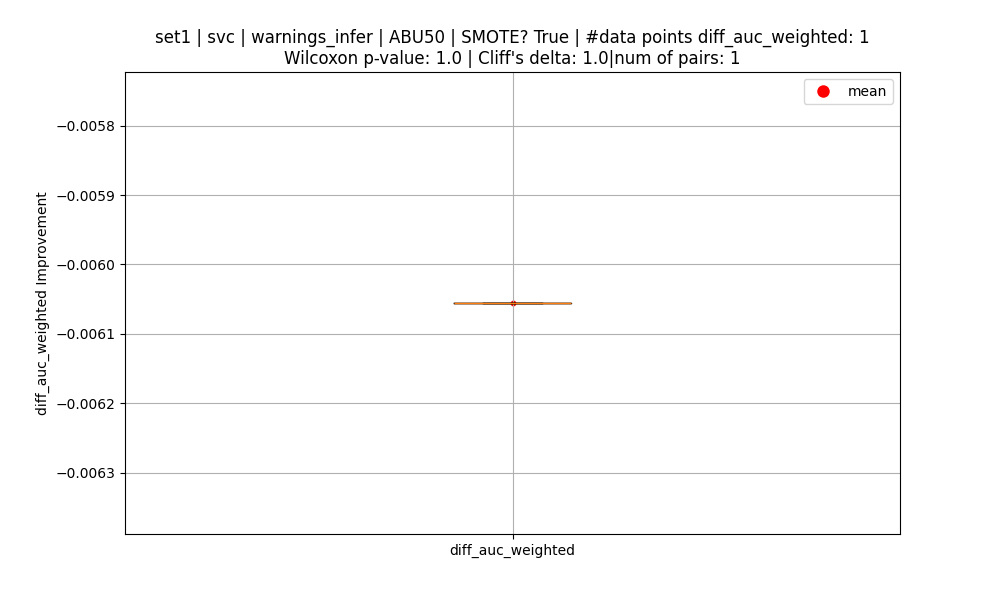 set1 | svc | warnings_infer | ABU50 | SMOTE? True | #data points diff_auc_weighted: 1
Wilcoxon p-value: 1.0 | Cliff's delta: 1.0|num of pairs: 1
mean
−0.0058
−0.0059
−0.0060
−0.0061
−0.0062
−0.0063
diff_auc_weighted Improvement
diff_auc_weighted